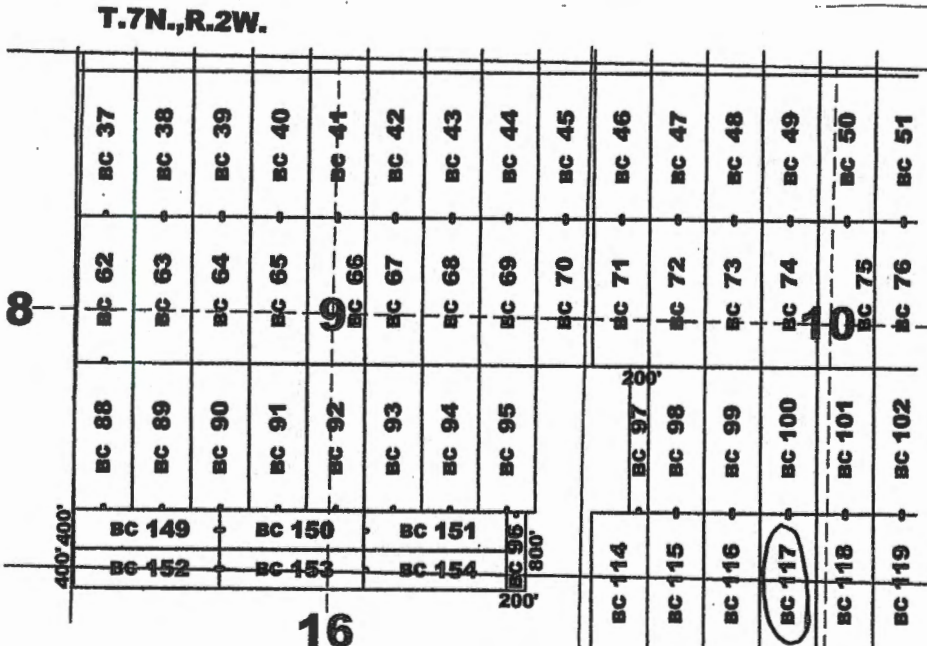 T.7N.,R.2W.
BC 37
BC 38
BC 39
BC 40
BC 41
BC 42
BC 43
BC 44
BC 45
BC 46
BC 47
BC 48
BC 49
BC 50
BC 51
BC 62
BC 63
BC 64
BC 65
BC 66
BC 67
BC 68
BC 69
BC 70
BC 71
BC 72
BC 73
BC 74
BC 75
BC 76
8
9
10
200'
BC 88
BC 89
BC 90
BC 91
BC 92
BC 93
BC 94
BC 95
BC 97
BC 98
BC 99
BC 100
BC 101
BC 102
400'
BC 149
BC 150
BC 151
BC 96
800'
400'
BC 152
BC 153
BC 154
200'
BC 114
BC 115
BC 116
BC 117
BC 118
BC 119
16